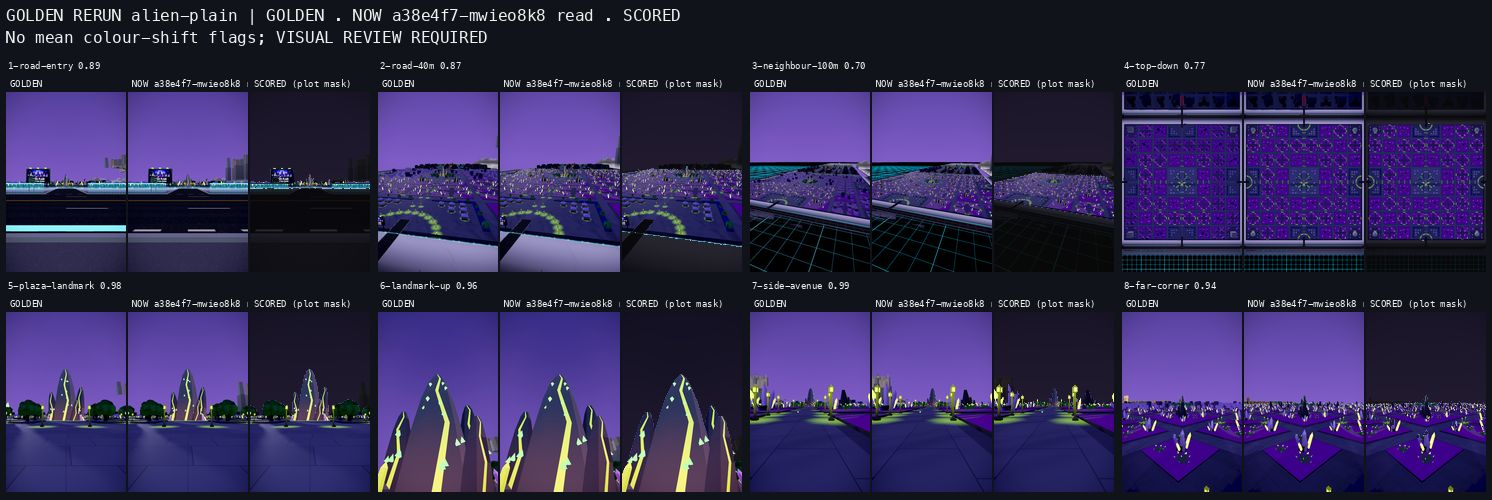 GOLDEN RERUN alien-plain | GOLDEN . NOW a38e4f7-mwieo8k8 read . SCORED
No mean colour-shift flags; VISUAL REVIEW REQUIRED
1-road-entry 0.89
2-road-40m 0.87
3-neighbour-100m 0.70
4-top-down 0.77
GOLDEN NOW a38e4f7-mwieo8k8 SCORED (plot mask)
GOLDEN NOW a38e4f7-mwieo8k8 SCORED (plot mask)
GOLDEN NOW a38e4f7-mwieo8k8 SCORED (plot mask)
GOLDEN NOW a38e4f7-mwieo8k8 SCORED (plot mask)
5-plaza-landmark 0.98
6-landmark-up 0.96
7-side-avenue 0.99
8-far-corner 0.94
GOLDEN NOW a38e4f7-mwieo8k8 SCORED (plot mask)
GOLDEN NOW a38e4f7-mwieo8k8 SCORED (plot mask)
GOLDEN NOW a38e4f7-mwieo8k8 SCORED (plot mask)
GOLDEN NOW a38e4f7-mwieo8k8 SCORED (plot mask)